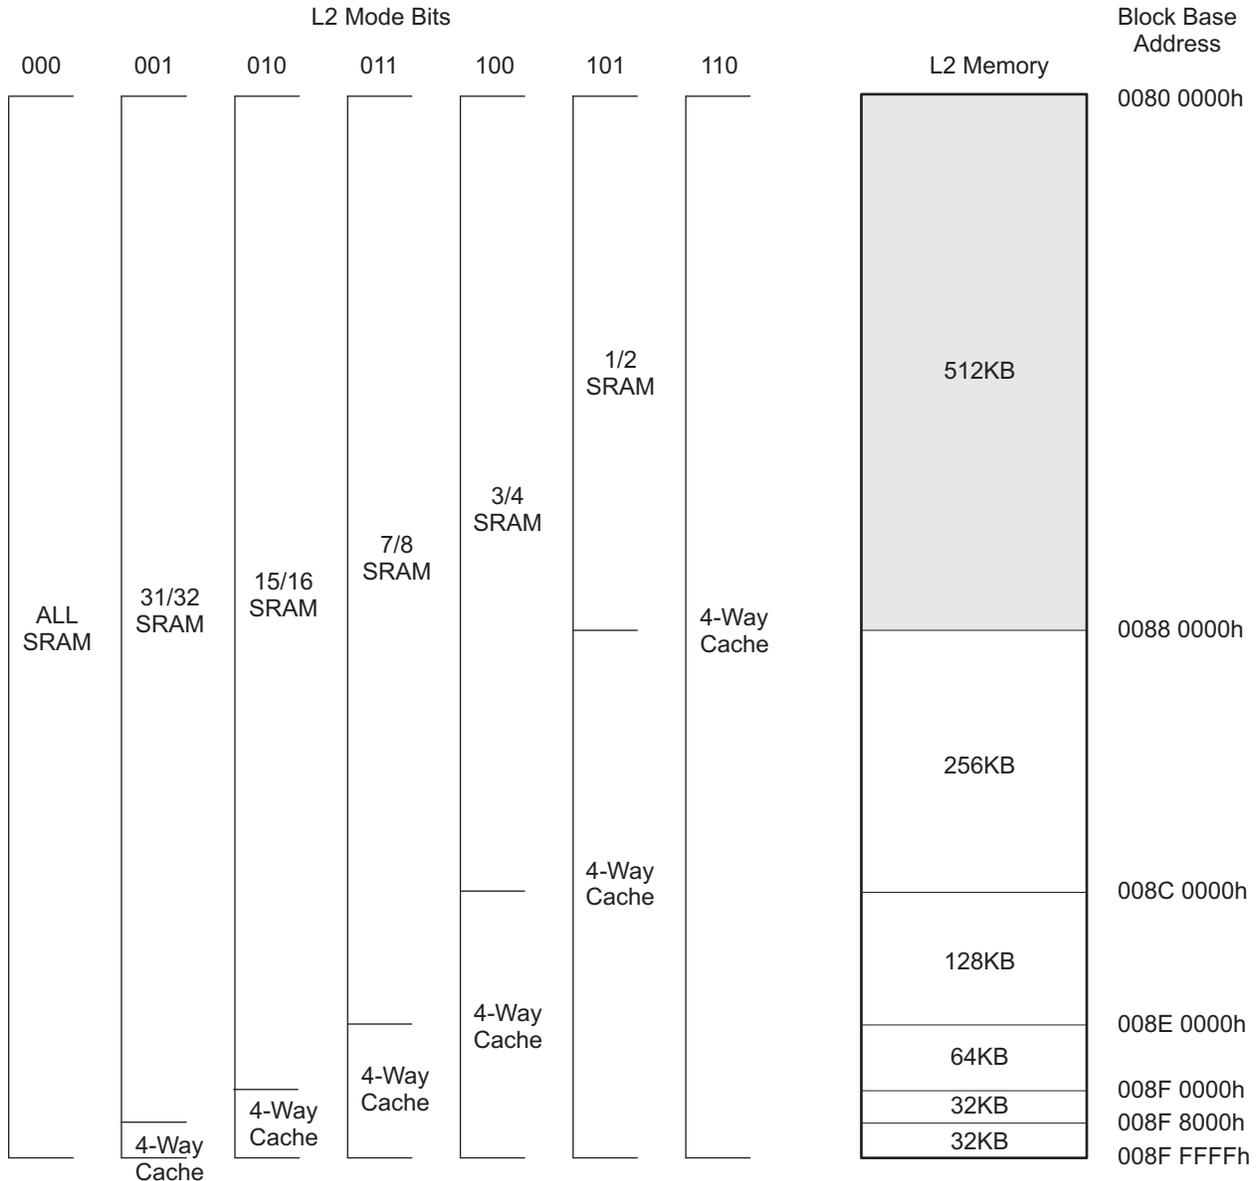 L2 Mode Bits
Block Base
Address
000 001 010 011 100 101 110 L2 Memory
0080 0000h
1/2
SRAM
512KB
3/4
SRAM
7/8
SRAM
15/16
SRAM
31/32
SRAM
ALL
SRAM
4-Way
Cache
0088 0000h
256KB
4-Way
Cache
008C 0000h
128KB
4-Way
Cache
008E 0000h
64KB
4-Way
Cache
008F 0000h
32KB
4-Way
Cache
008F 8000h
32KB
4-Way
Cache
008F FFFFh